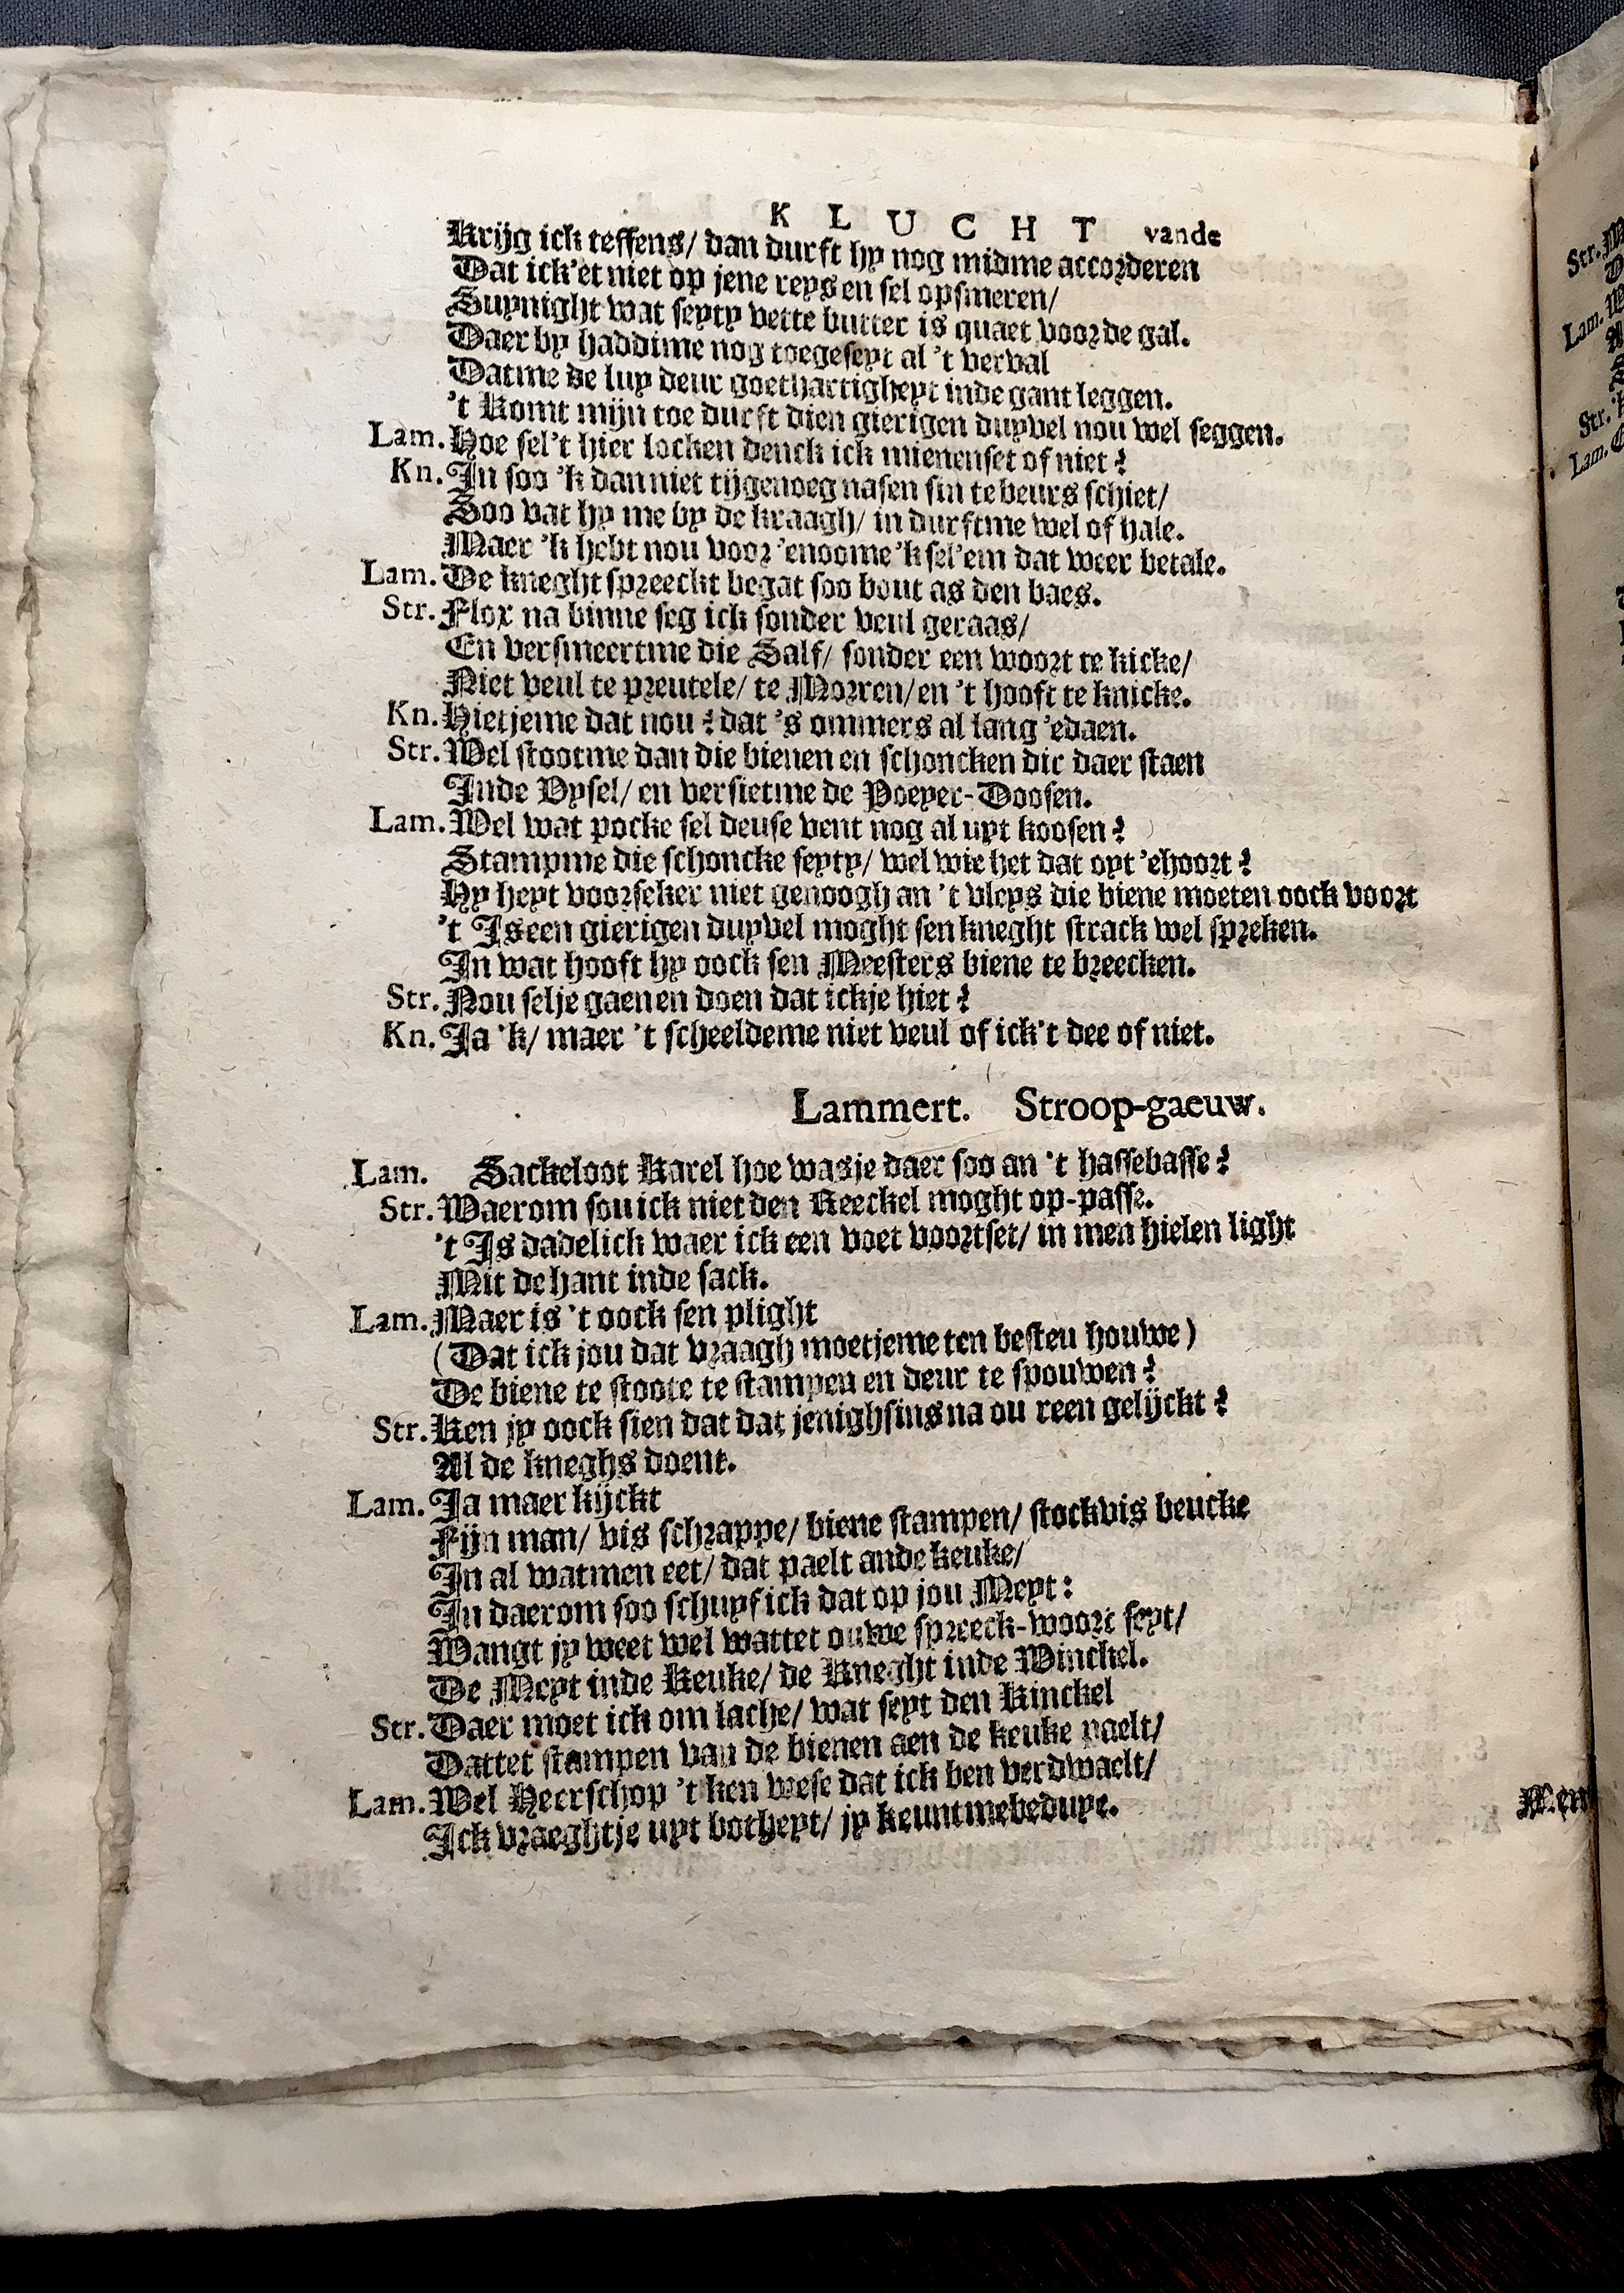 KLUCHT vande
Krijg ick teffens/ dan durft hy nog midme accorderen
Dat ick'et niet op jene reys en sel opsmeren/
Suynight wat seyty vette butter is quaet voor de gal.
Daer by haddime nog toegeseyt al 't verval
Datme de luy deur goethartigheyt inde gant leggen.
't Komt mijn toe durft dien gierigen duyvel nou wel seggen.
Lam. Hoe sel't hier locken denck ick mienenset of niet?
Kn. In soo 'k dan niet tijgenoeg nasen sin te beurs schiet/
Soo vat hy me by de kraagh/ in durftme wel of hale.
Maer 'k hebt nou voor 'enoome 'k sel'em dat weer betale.
Lam. De kneght spreeckt begat soo bout as den baes.
Str. Flox na binne seg ick sonder veul geraas/
En versmeertme die Salf/ sonder een woort te kicke/
Niet veul te preutele/ te Morren/ en 't hooft te knicke.
Kn. Hietjeme dat nou? dat 's ommers al lang 'edaen.
Str. Wel stootme dan die bienen en schoncken die daer staen
Inde Vysel/ en versietme de Poeyer-Doosen.
Lam. Wel wat pocke sel deuse vent nog al uyt koosen?
Stampme die schoncke seyty/ wel wie het dat oyt 'ehoort?
Hy heyt voorseker niet genoogh an 't vleys die biene moeten oock voort
't Is een gierigen duyvel moght sen kneght strack wel spreken.
In wat hooft hy oock sen Meesters biene te breecken.
Str. Nou selje gaen en doen dat ickje hiet?
Kn. Ja 'k/ maer 't scheeldeme niet veul of ick't dee of niet.
Lammert. Stroop-gaeuw.
Lam. Sackeloot Karel hoe wasje daer soo an 't hassebasse?
Str. Waerom sou ick niet den Reeckel moght op-passe.
't Is dadelick waer ick een voet voortset/ in men hielen light
Mit de hant inde sack.
Lam. Maer is 't oock sen plight
(Dat ick jou dat vraagh moetjeme ten besten houwe)
De biene te stoote te stampen en deur te spouwen?
Str. Ken jy oock sien dat dat jenighsins na ou reen gelijckt?
Al de kneghs doent.
Lam. Ja maer kijckt
Fijn man/ vis schrappe/ biene stampen/ stockvis beucke
In al watmen eet/ dat paelt ande keuke/
In daerom soo schuyf ick dat op jou Meyt:
Wangt jy weet wel wattet ouwe spreeck-woort seyt/
De Meyt inde Keuke/ de Kneght inde Winckel.
Str. Daer moet ick om lache/ wat seyt den Kinckel
Dattet stampen van de bienen aen de keuke paelt/
Lam. Wel Heerschop 't ken wese dat ick ben verdwaelt/
Ick vraeghtje uyt botheyt/ jy keuntmebeduyt.
Str.
Lam.
Str.
Lam.
Men